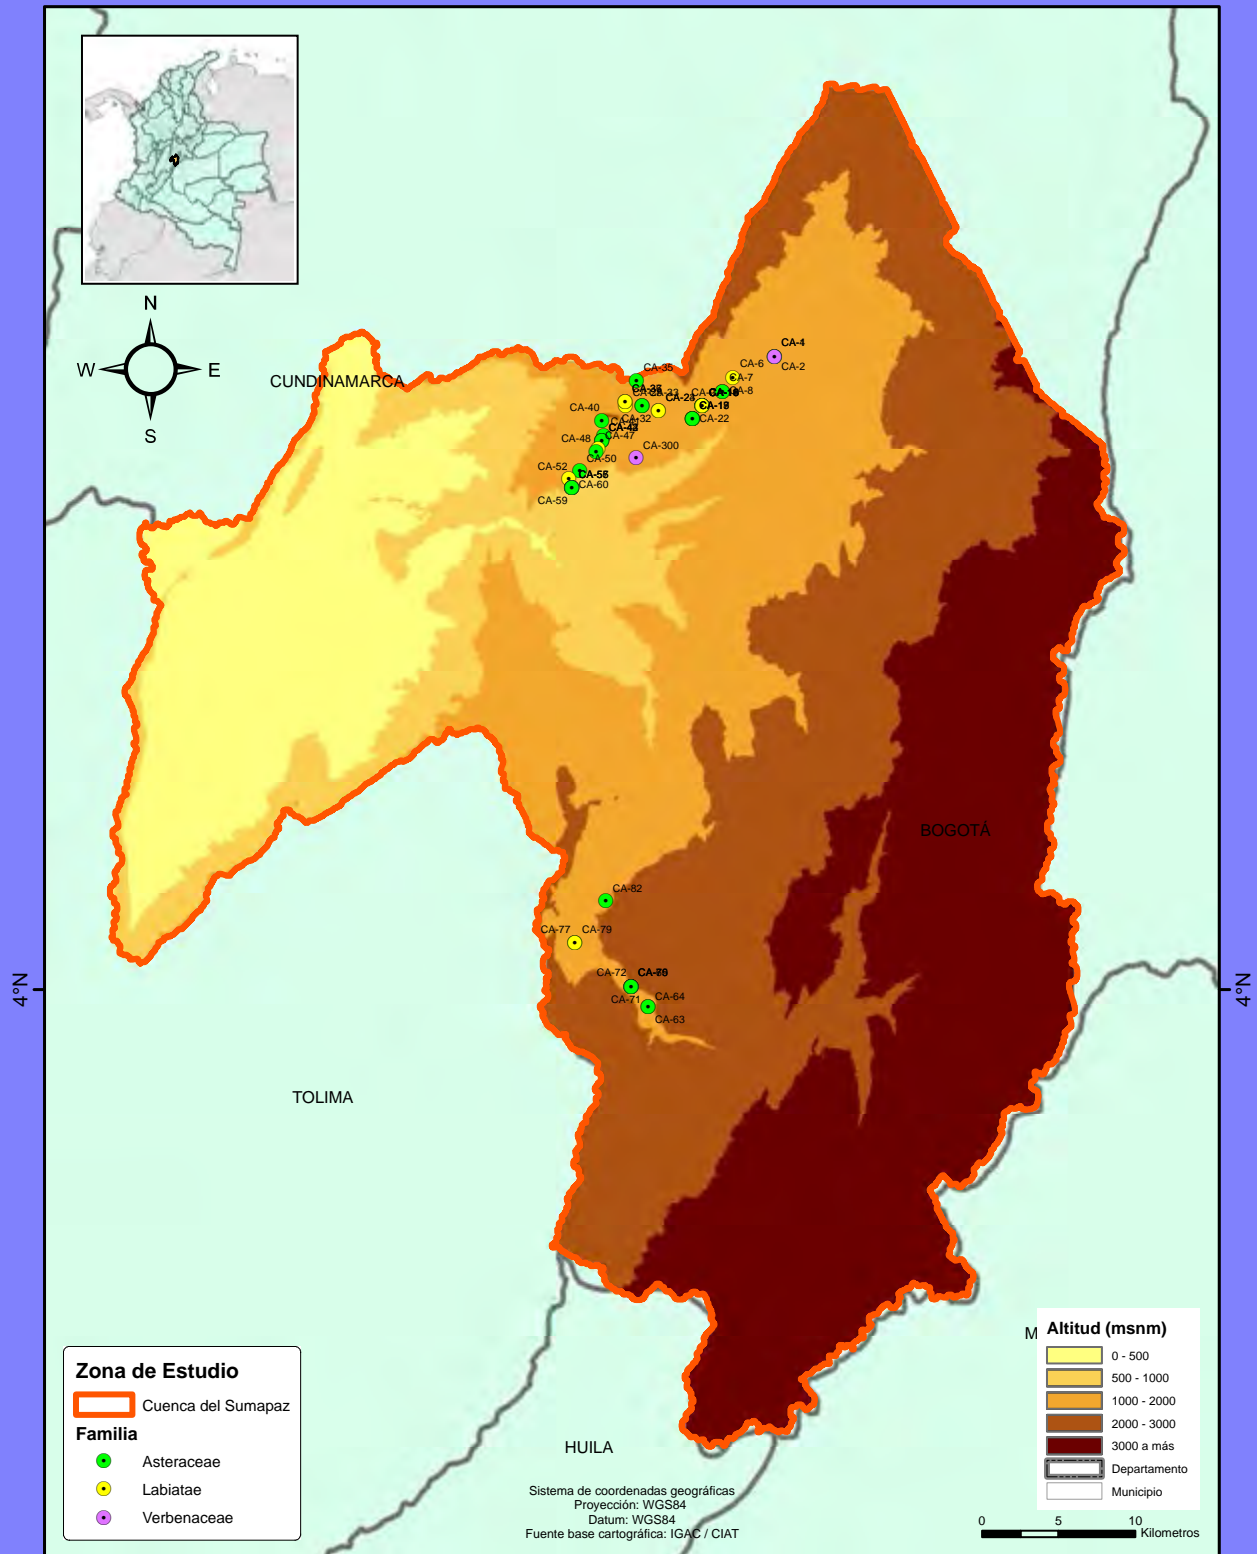 N
W
E
S
CUNDINAMARCA
CA-4
CA-2
CA-6
CA-7
CA-8
CA-35
CA-28
CA-32
CA-22
CA-40
CA-47
CA-48
CA-50
CA-300
CA-52
CA-60
CA-59
BOGOTÁ
CA-82
CA-77
CA-79
CA-72
CA-71
CA-64
CA-63
4°N
4°N
TOLIMA
HUILA
M
Altitud (msnm)
0 - 500
500 - 1000
1000 - 2000
2000 - 3000
3000 a más
Departamento
Municipio
Zona de Estudio
Cuenca del Sumapaz
Familia
Asteraceae
Labiatae
Verbenaceae
Sistema de coordenadas geográficas
Proyección: WGS84
Datum: WGS84
Fuente base cartográfica: IGAC / CIAT
0 5 10
Kilometros